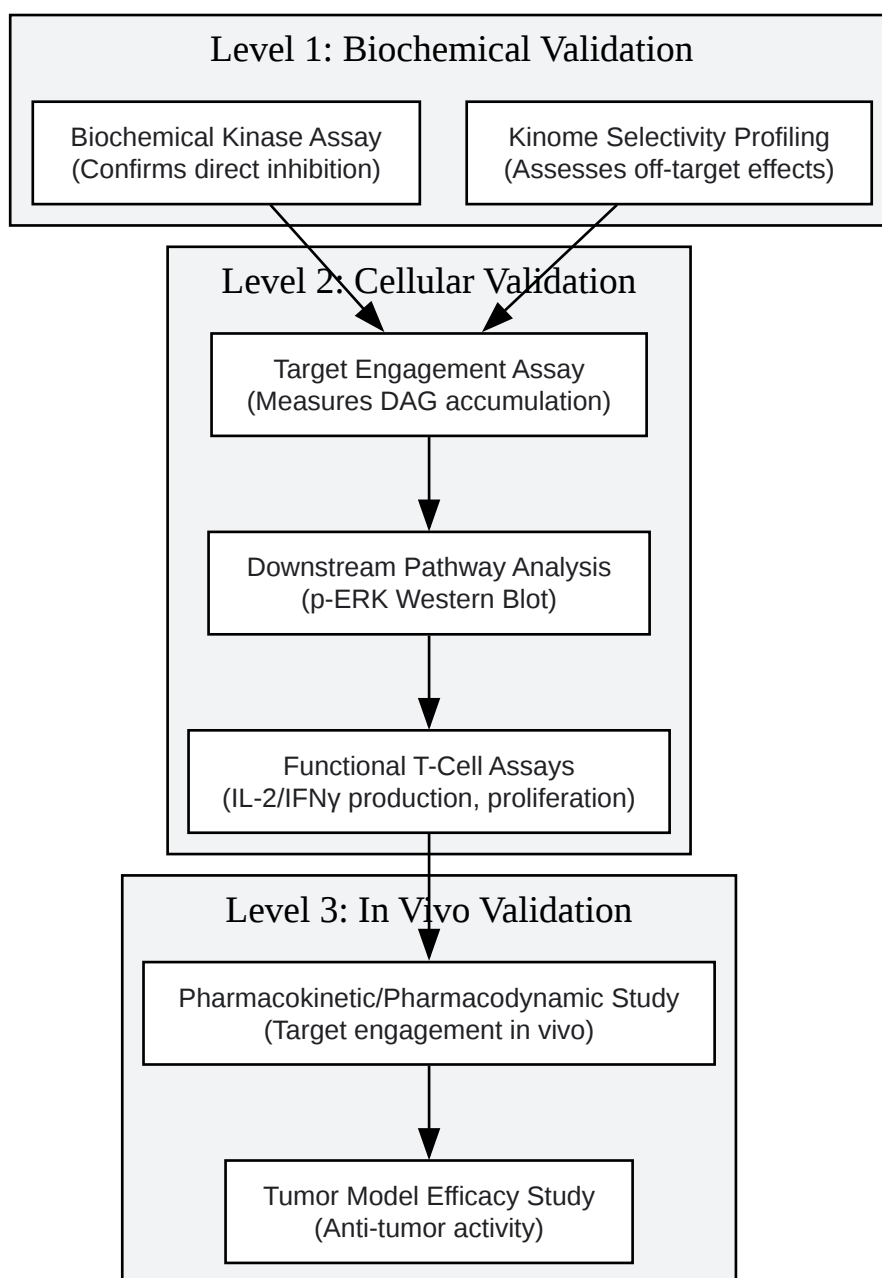 Level 1: Biochemical Validation
Biochemical Kinase Assay
(Confirms direct inhibition)
Kinome Selectivity Profiling
(Assesses off-target effects)
Level 2: Cellular Validation
Target Engagement Assay
(Measures DAG accumulation)
Downstream Pathway Analysis
(p-ERK Western Blot)
Functional T-Cell Assays
(IL-2/IFNγ production, proliferation)
Level 3: In Vivo Validation
Pharmacokinetic/Pharmacodynamic Study
(Target engagement in vivo)
Tumor Model Efficacy Study
(Anti-tumor activity)